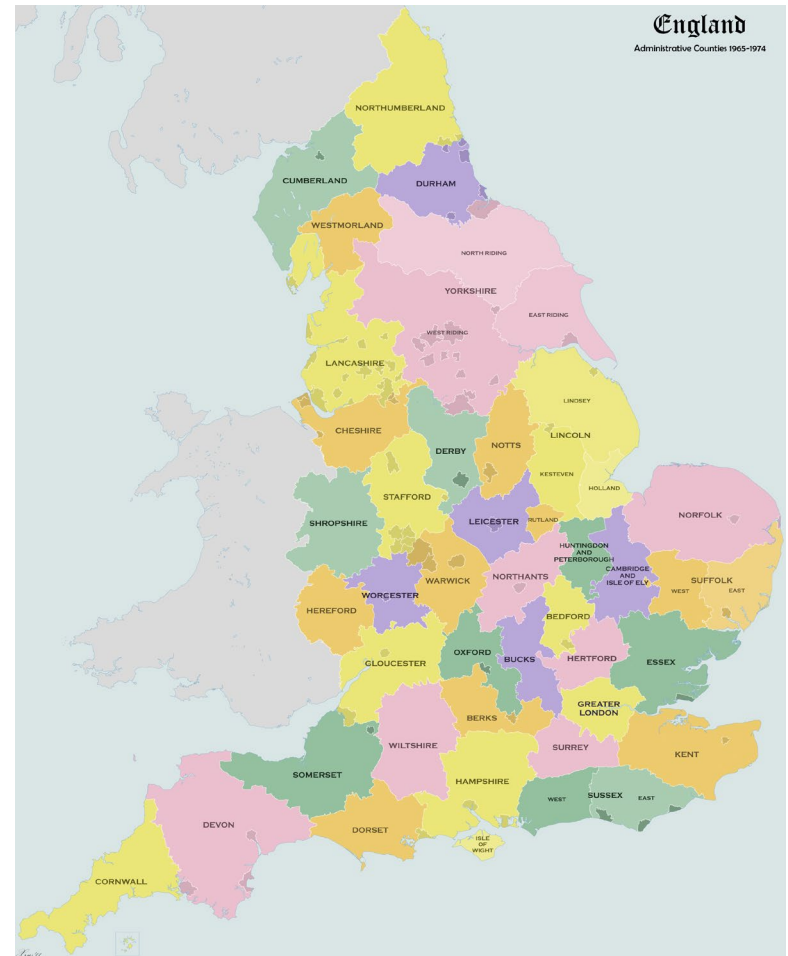 England
Administrative Counties 1965-1974
NORTHUMBERLAND
CUMBERLAND
DURHAM
WESTMORLAND
NORTH RIDING
YORKSHIRE
EAST RIDING
WEST RIDING
LANCASHIRE
LINDSEY
CHESHIRE
LINCOLN
NOTTS
DERBY
KESTEVEN
HOLLAND
STAFFORD
NORFOLK
SHROPSHIRE
LEICESTER
RUTLAND
HUNTINGDON
AND
PETERBOROUGH
CAMBRIDGE
AND
ISLE OF ELY
NORTHANTS
WARWICK
SUFFOLK
WEST
EAST
WORCESTER
HEREFORD
BEDFORD
OXFORD
BUCKS
HERTFORD
ESSEX
GLOUCESTER
GREATER
LONDON
BERKS
WILTSHIRE
SURREY
KENT
SOMERSET
HAMPSHIRE
WEST
SUSSEX
EAST
DEVON
DORSET
ISLE
OF
WIGHT
CORNWALL